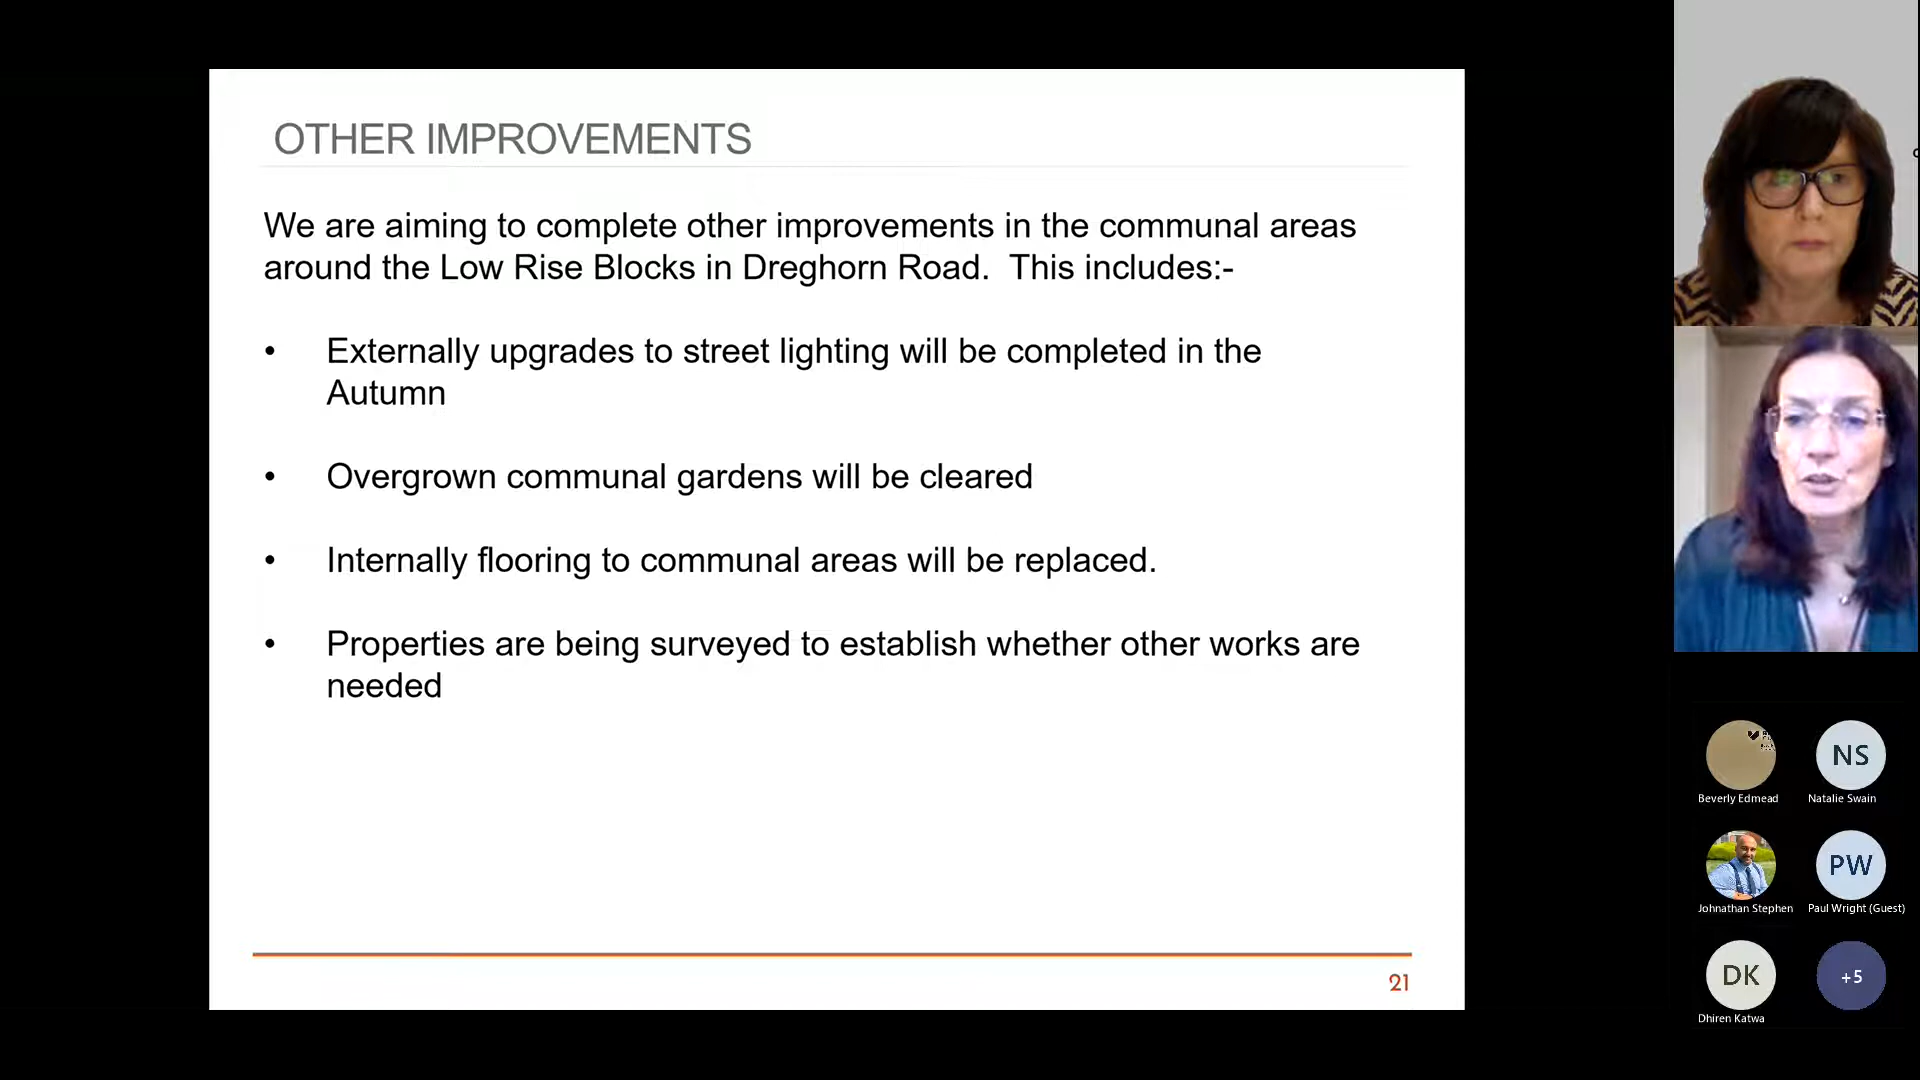 OTHER IMPROVEMENTS
We are aiming to complete other improvements in the communal areas
around the Low Rise Blocks in Dreghorn Road.  This includes:-
• Externally upgrades to street lighting will be completed in the
Autumn
• Overgrown communal gardens will be cleared
• Internally flooring to communal areas will be replaced.
• Properties are being surveyed to establish whether other works are
needed
21
NS
Beverly Edmead
Natalie Swain
PW
Johnathan Stephen
Paul Wright (Guest)
DK
+5
Dhiren Katwa